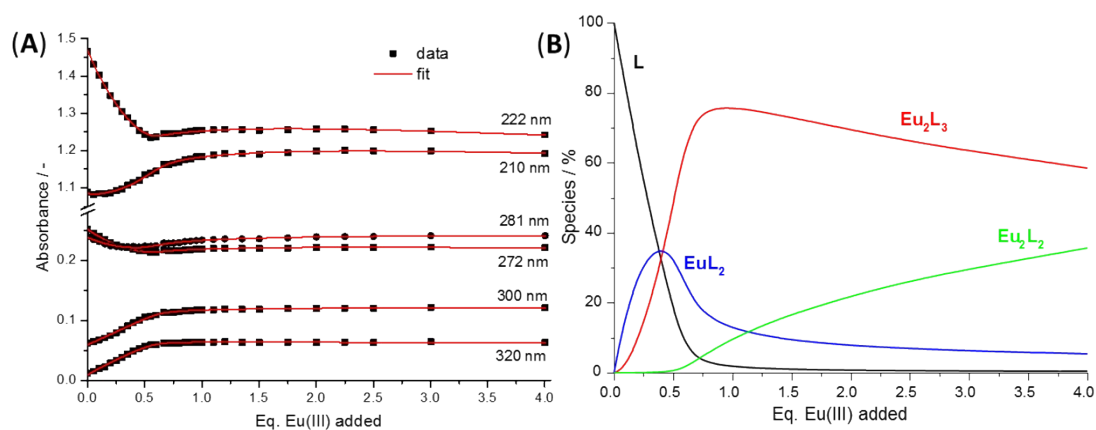 (A)
1.5
1.4
1.3
1.2
1.1
0.2
0.1
0.0
Absorbance / -
data
fit
222 nm
210 nm
281 nm
272 nm
300 nm
320 nm
0.0 0.5 1.0 1.5 2.0 2.5 3.0 3.5 4.0
Eq. Eu(III) added
(B)
100
80
60
40
20
0
Species / %
L
Eu2L3
EuL2
Eu2L2
0.0 0.5 1.0 1.5 2.0 2.5 3.0 3.5 4.0
Eq. Eu(III) added